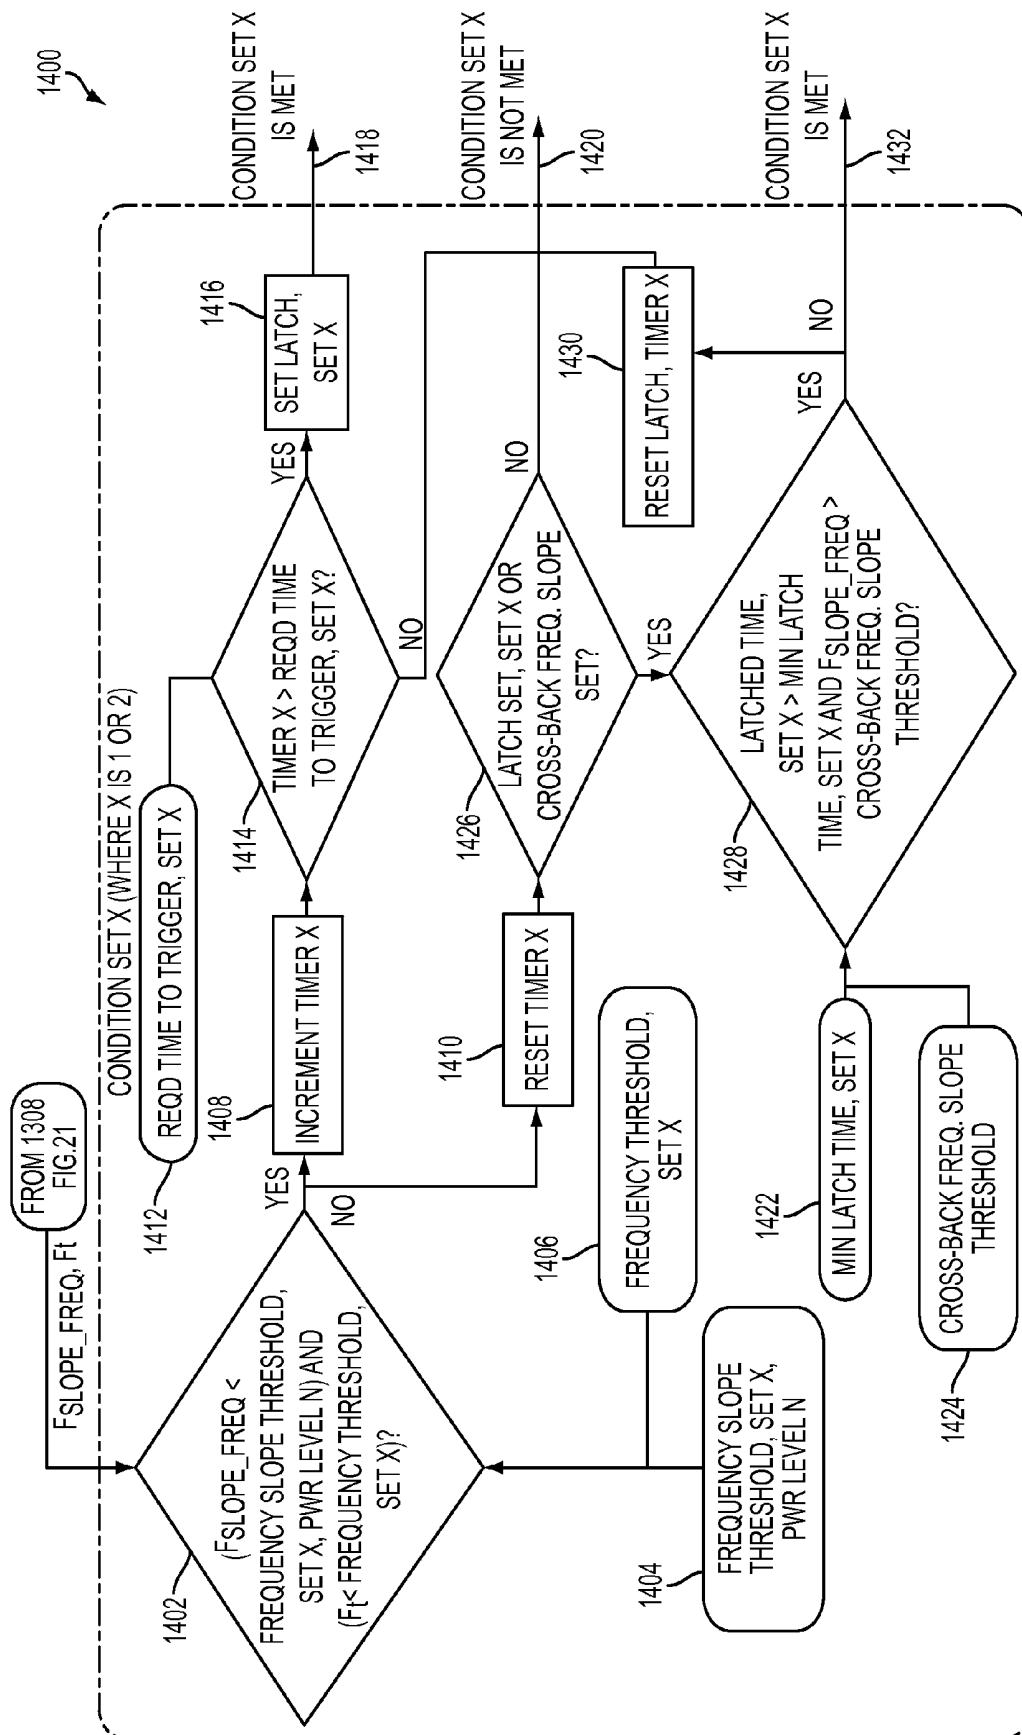 1400
FROM 1308
FIG.21
FSLOPE_FREQ, Ft
CONDITION SET X (WHERE X IS 1 OR 2)
1402
(FSLOPE_FREQ <
FREQUENCY SLOPE THRESHOLD,
SET X, PWR LEVEL N) AND
(Ft< FREQUENCY THRESHOLD,
SET X)?
YES
NO
1404
FREQUENCY SLOPE
THRESHOLD, SET X,
PWR LEVEL N
1406
FREQUENCY THRESHOLD,
SET X
1408
INCREMENT TIMER X
1410
RESET TIMER X
1412
REQD TIME TO TRIGGER, SET X
1414
TIMER X > REQD TIME
TO TRIGGER, SET X?
YES
NO
1416
SET LATCH,
SET X
CONDITION SET X
IS MET
1418
1426
LATCH SET, SET X OR
CROSS-BACK FREQ. SLOPE
SET?
NO
YES
CONDITION SET X
IS NOT MET
1420
1422
MIN LATCH TIME, SET X
1424
CROSS-BACK FREQ. SLOPE
THRESHOLD
1428
LATCHED TIME,
SET X > MIN LATCH
TIME, SET X AND FSLOPE_FREQ >
CROSS-BACK FREQ. SLOPE
THRESHOLD?
YES
NO
1430
RESET LATCH, TIMER X
CONDITION SET X
IS MET
1432